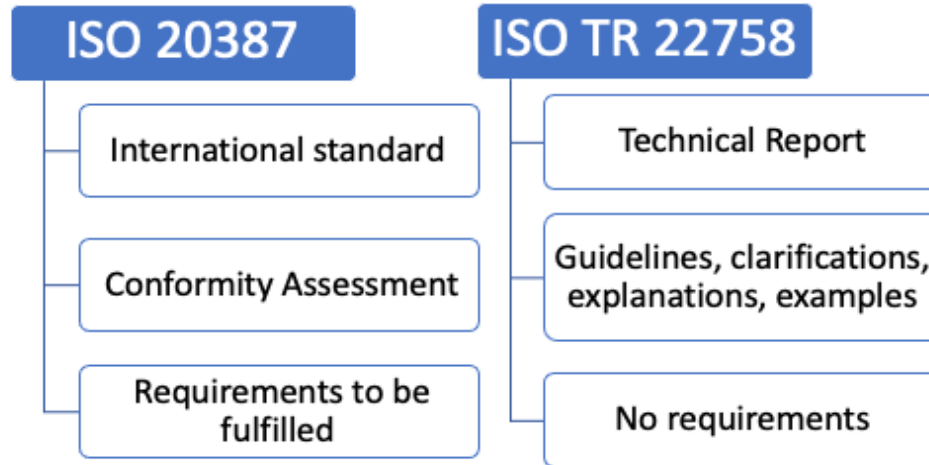 ISO 20387
International standard
Conformity Assessment
Requirements to be
fulfilled
ISO TR 22758
Technical Report
Guidelines, clarifications,
explanations, examples
No requirements